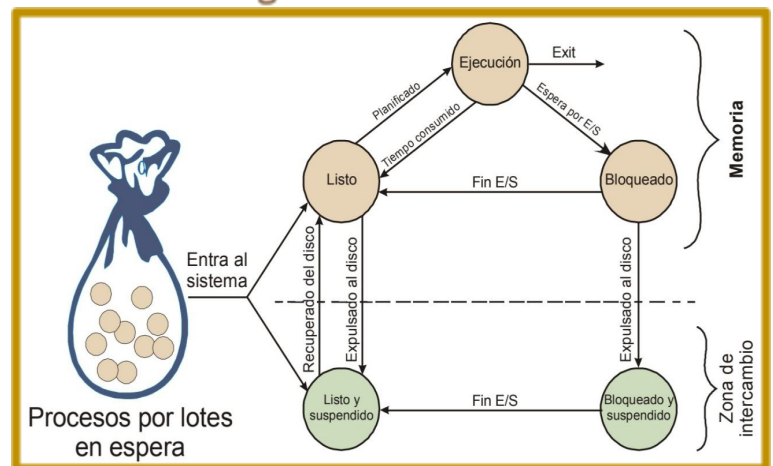 Ejecución
Exit
Planificado
Tiempo consumido
Espera por E/S
Memoria
Listo
Fin E/S
Bloqueado
Entra al
sistema
Recuperado del disco
Expulsado al disco
Expulsado al disco
Listo y
suspendido
Fin E/S
Bloqueado y
suspendido
Zona de
intercambio
Procesos por lotes
en espera